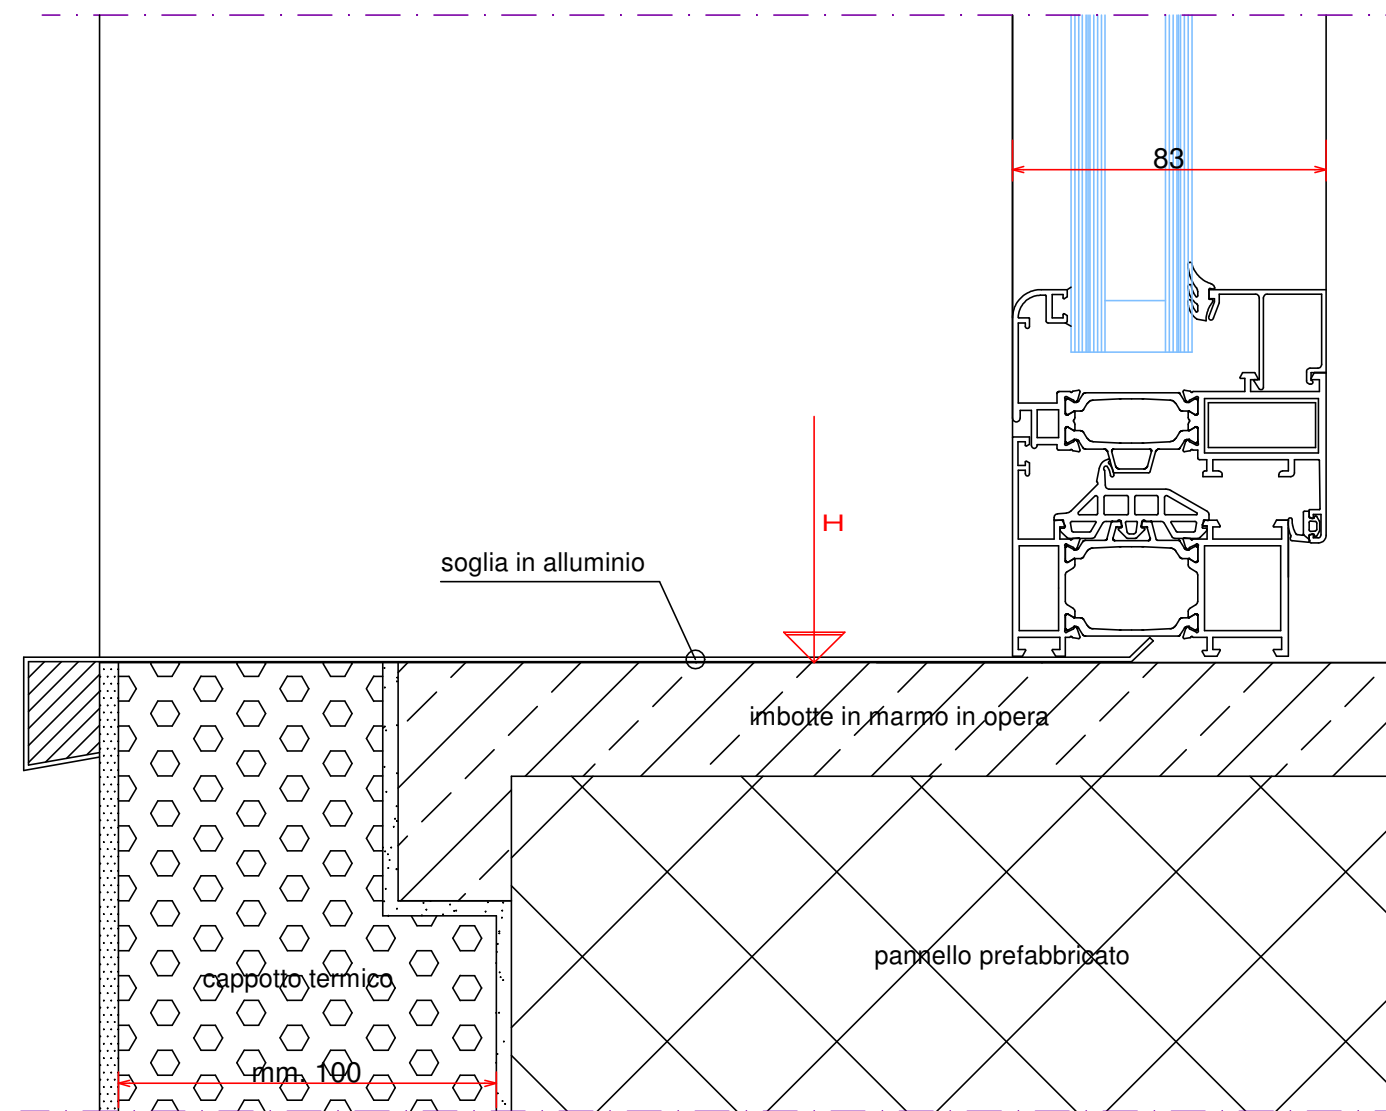 83
H
soglia in alluminio
imbotte in marmo in opera
pannello prefabbricato
cappotto termico
mm. 100